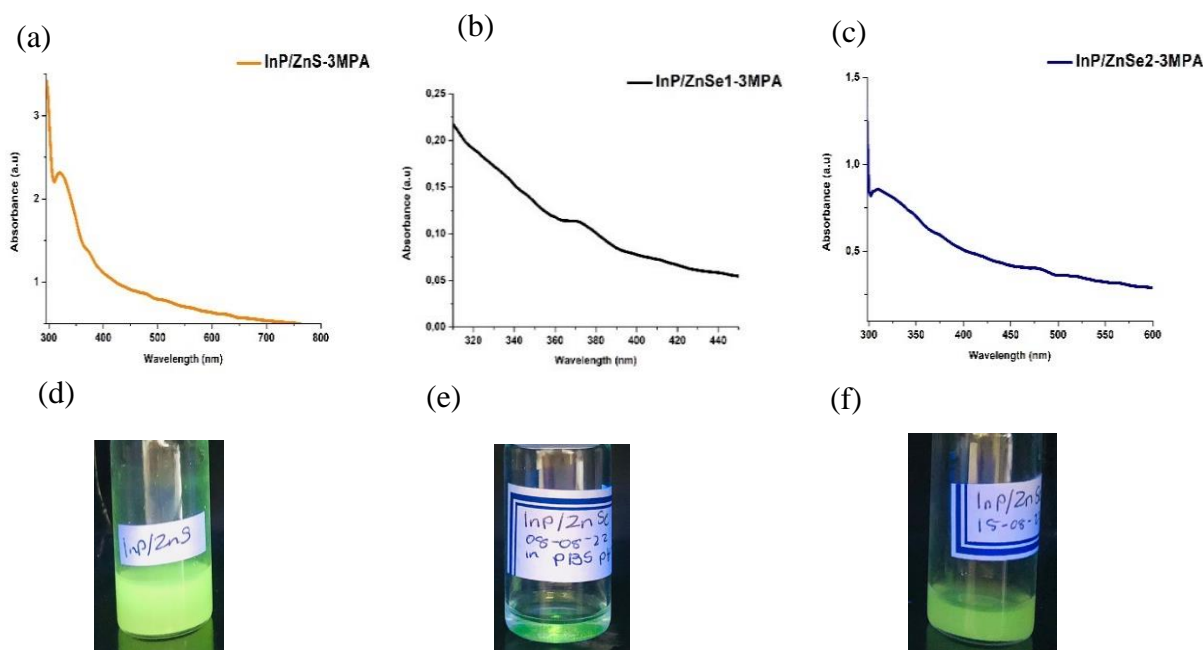 (a)
InP/ZnS-3MPA
3
2
1
Absorbance (a.u)
300 400 500 600 700 800
Wavelength (nm)
(b)
InP/ZnSe1-3MPA
0,25
0,20
0,15
0,10
0,05
0,00
Absorbance (a.u)
320 340 360 380 400 420 440
Wavelength (nm)
(c)
InP/ZnSe2-3MPA
1,5
1,0
0,5
Absorbance (a.u)
300 350 400 450 500 550 600
Wavelength (nm)
(d)
InP/ZnS
(e)
InP/ZnSe
08-08-22
in PBS
(f)
InP/ZnS
15-08-2